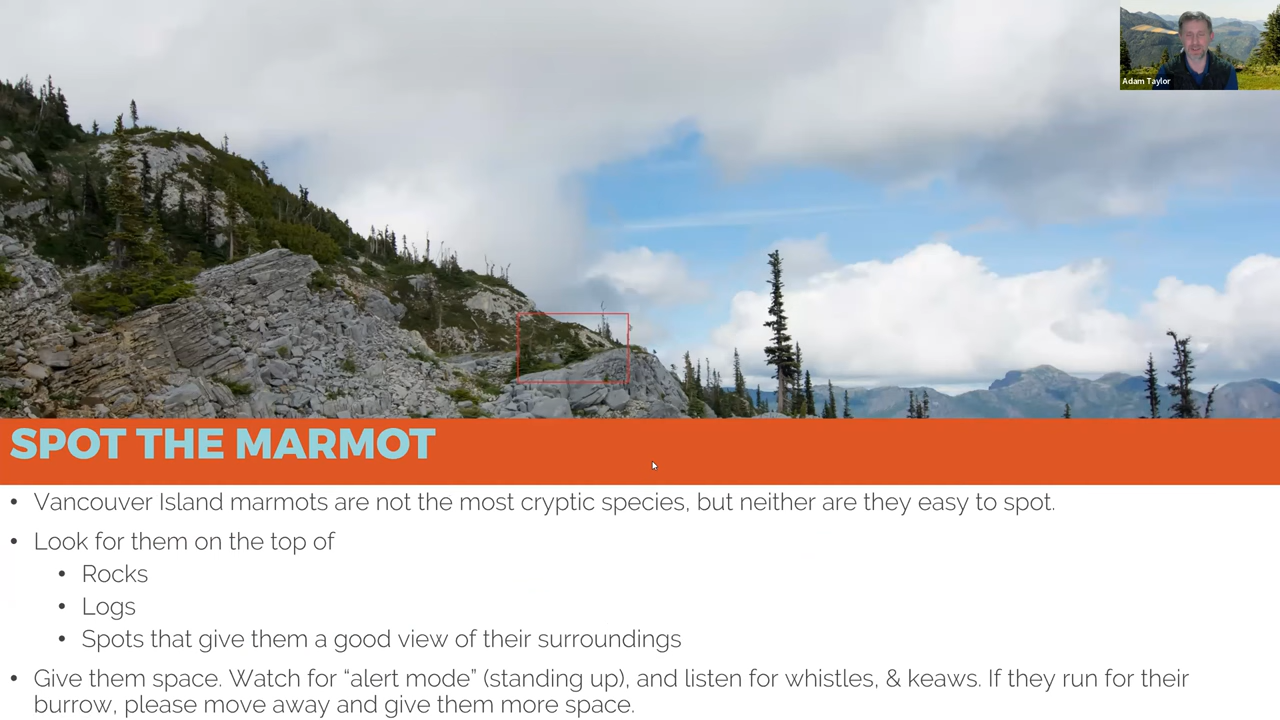 Adam Taylor
SPOT THE MARMOT
• Vancouver Island marmots are not the most cryptic species, but neither are they easy to spot.
• Look for them on the top of
• Rocks
• Logs
• Spots that give them a good view of their surroundings
• Give them space. Watch for “alert mode” (standing up), and listen for whistles, & keaws. If they run for their
burrow, please move away and give them more space.